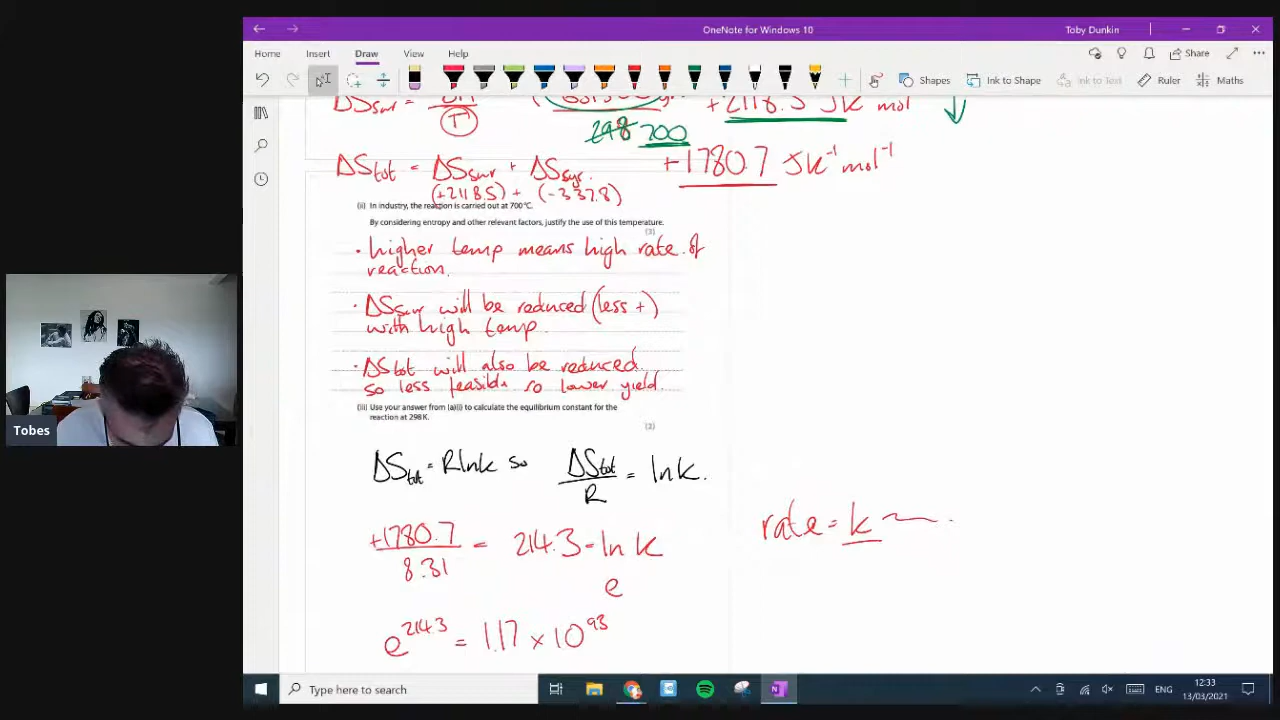 OneNote for Windows 10
Toby Dunkin
Home Insert Draw View Help
Share
Shapes Ink to Shape Ink to Text Ruler Maths
ΔSsur = T + 2118.5 JK mol
298 700
ΔStot = ΔSsur + ΔSsys. +1780.7 JK⁻¹mol⁻¹
(+2118.5) + (-337.8)
(ii) In industry, the reaction is carried out at 700°C.
By considering entropy and other relevant factors, justify the use of this temperature.
(3)
· higher temp means high rate of
reaction.
· ΔSsur will be reduced (less +)
with high temp.
· ΔStot will also be reduced
so less feasible so lower yield.
(iii) Use your answer from (a)(i) to calculate the equilibrium constant for the
reaction at 298K.
(2)
ΔStot = R ln k so ΔStot / R = ln k.
rate = k
+1780.7 / 8.31 = 214.3 = ln k
e
e^214.3 = 1.17 × 10^93
Tobes
Type here to search
ENG
12:33
13/03/2021